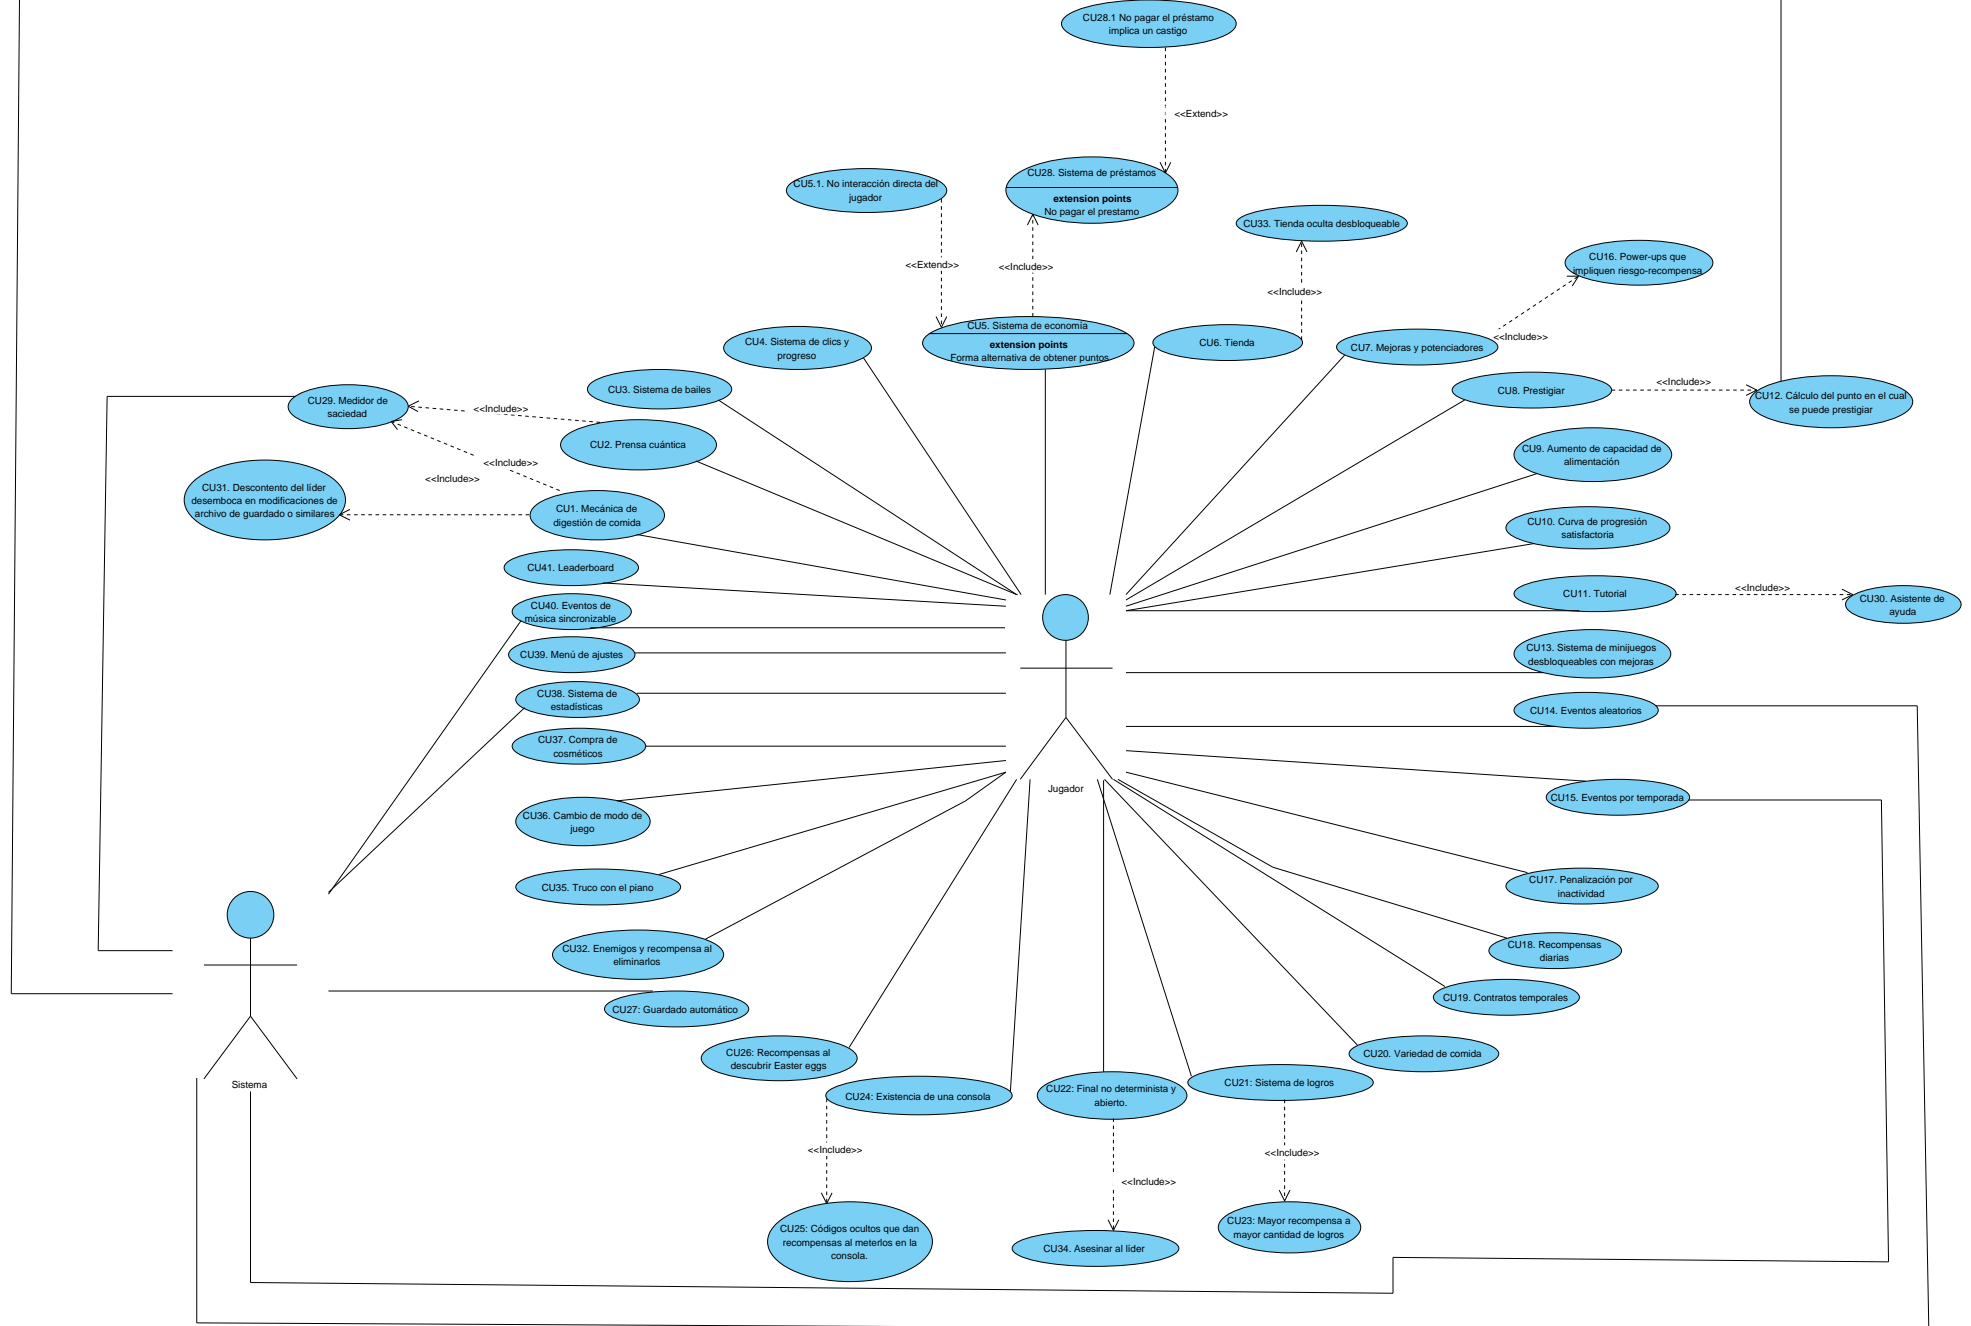 CU28.1 No pagar el préstamo
implica un castigo
<<Extend>>
CU28. Sistema de préstamos
extension points
No pagar el prestamo
CU5.1. No interacción directa del
jugador
<<Extend>>
<<Include>>
CU33. Tienda oculta desbloqueable
<<Include>>
CU16. Power-ups que
impliquen riesgo-recompensa
<<Include>>
CU5. Sistema de economía
extension points
Forma alternativa de obtener puntos
CU6. Tienda
CU7. Mejoras y potenciadores
CU4. Sistema de clics y
progreso
CU3. Sistema de bailes
CU8. Prestigiar
<<Include>>
CU12. Cálculo del punto en el cual
se puede prestigiar
CU29. Medidor de
saciedad
<<Include>>
CU2. Prensa cuántica
<<Include>>
<<Include>>
CU9. Aumento de capacidad de
alimentación
CU31. Descontento del líder
desemboca en modificaciones de
archivo de guardado o similares
CU1. Mecánica de
digestión de comida
CU10. Curva de progresión
satisfactoria
CU41. Leaderboard
CU11. Tutorial
<<Include>>
CU30. Asistente de
ayuda
CU40. Eventos de
música sincronizable
CU39. Menú de ajustes
CU13. Sistema de minijuegos
desbloqueables con mejoras
CU38. Sistema de
estadísticas
CU14. Eventos aleatorios
CU37. Compra de
cosméticos
Jugador
CU15. Eventos por temporada
CU36. Cambio de modo de
juego
CU35. Truco con el piano
CU17. Penalización por
inactividad
CU32. Enemigos y recompensa al
eliminarlos
CU18. Recompensas
diarias
CU19. Contratos temporales
CU27: Guardado automático
CU26: Recompensas al
descubrir Easter eggs
CU20. Variedad de comida
Sistema
CU24: Existencia de una consola
CU22: Final no determinista y
abierto.
CU21: Sistema de logros
<<Include>>
<<Include>>
<<Include>>
CU25: Códigos ocultos que dan
recompensas al meterlos en la
consola.
CU34. Asesinar al líder
CU23: Mayor recompensa a
mayor cantidad de logros